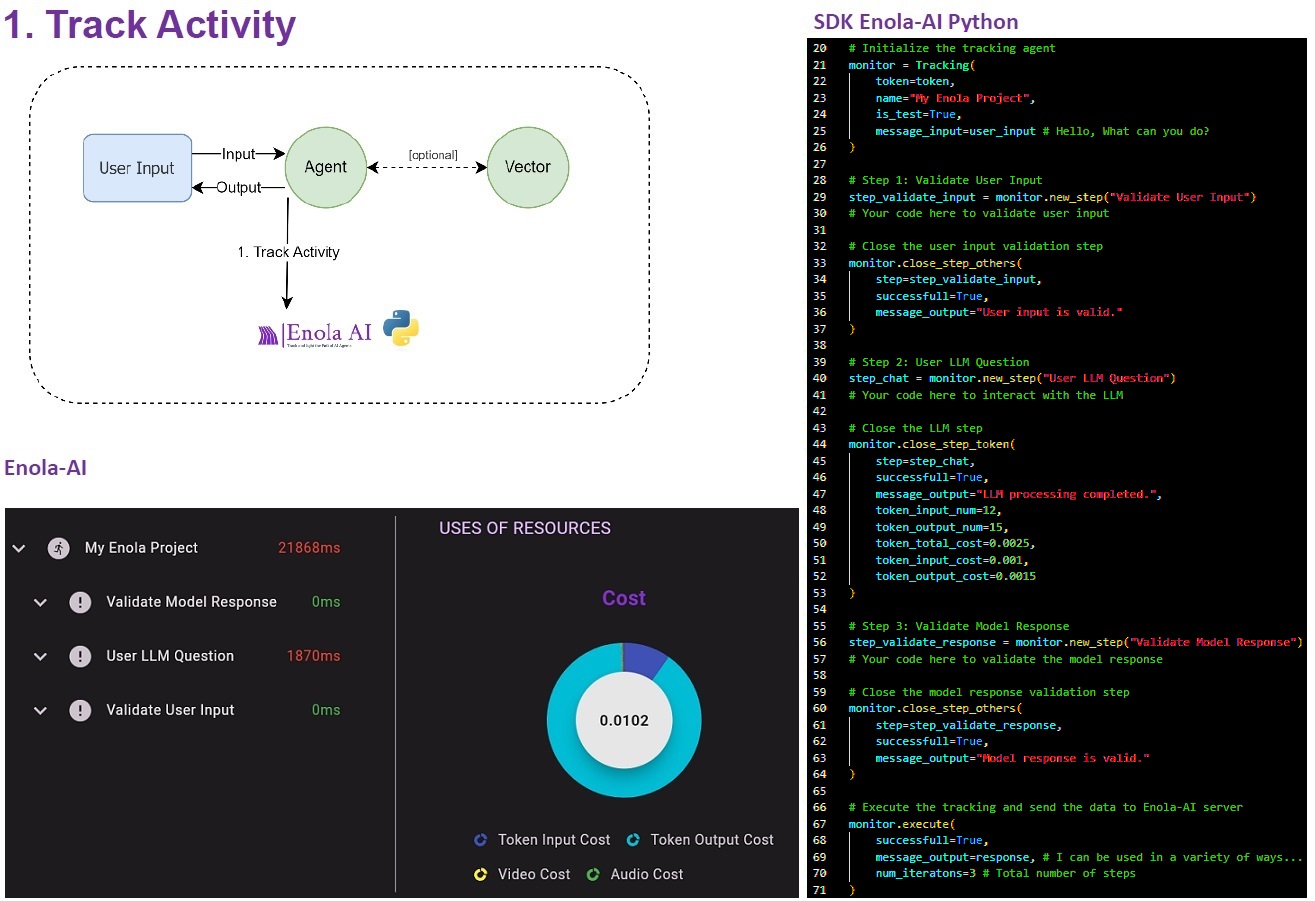 1. Track Activity
User Input
Input
Output
Agent
[optional]
Vector
1. Track Activity
Enola AI
Track and light the Path of AI Agents
Enola-AI
My Enola Project 21868ms
Validate Model Response 0ms
User LLM Question 1870ms
Validate User Input 0ms
USES OF RESOURCES
Cost
0.0102
Token Input Cost Token Output Cost
Video Cost Audio Cost
SDK Enola-AI Python
20 # Initialize the tracking agent
21 monitor = Tracking(
22 token=token,
23 name="My Enola Project",
24 is_test=True,
25 message_input=user_input # Hello, What can you do?
26 )
27
28 # Step 1: Validate User Input
29 step_validate_input = monitor.new_step("Validate User Input")
30 # Your code here to validate user input
31
32 # Close the user input validation step
33 monitor.close_step_others(
34 step=step_validate_input,
35 successfull=True,
36 message_output="User input is valid."
37 )
38
39 # Step 2: User LLM Question
40 step_chat = monitor.new_step("User LLM Question")
41 # Your code here to interact with the LLM
42
43 # Close the LLM step
44 monitor.close_step_token(
45 step=step_chat,
46 successfull=True,
47 message_output="LLM processing completed.",
48 token_input_num=12,
49 token_output_num=15,
50 token_total_cost=0.0025,
51 token_input_cost=0.001,
52 token_output_cost=0.0015
53 )
54
55 # Step 3: Validate Model Response
56 step_validate_response = monitor.new_step("Validate Model Response")
57 # Your code here to validate the model response
58
59 # Close the model response validation step
60 monitor.close_step_others(
61 step=step_validate_response,
62 successfull=True,
63 message_output="Model response is valid."
64 )
65
66 # Execute the tracking and send the data to Enola-AI server
67 monitor.execute(
68 successfull=True,
69 message_output=response, # I can be used in a variety of ways...
70 num_iteratons=3 # Total number of steps
71 )